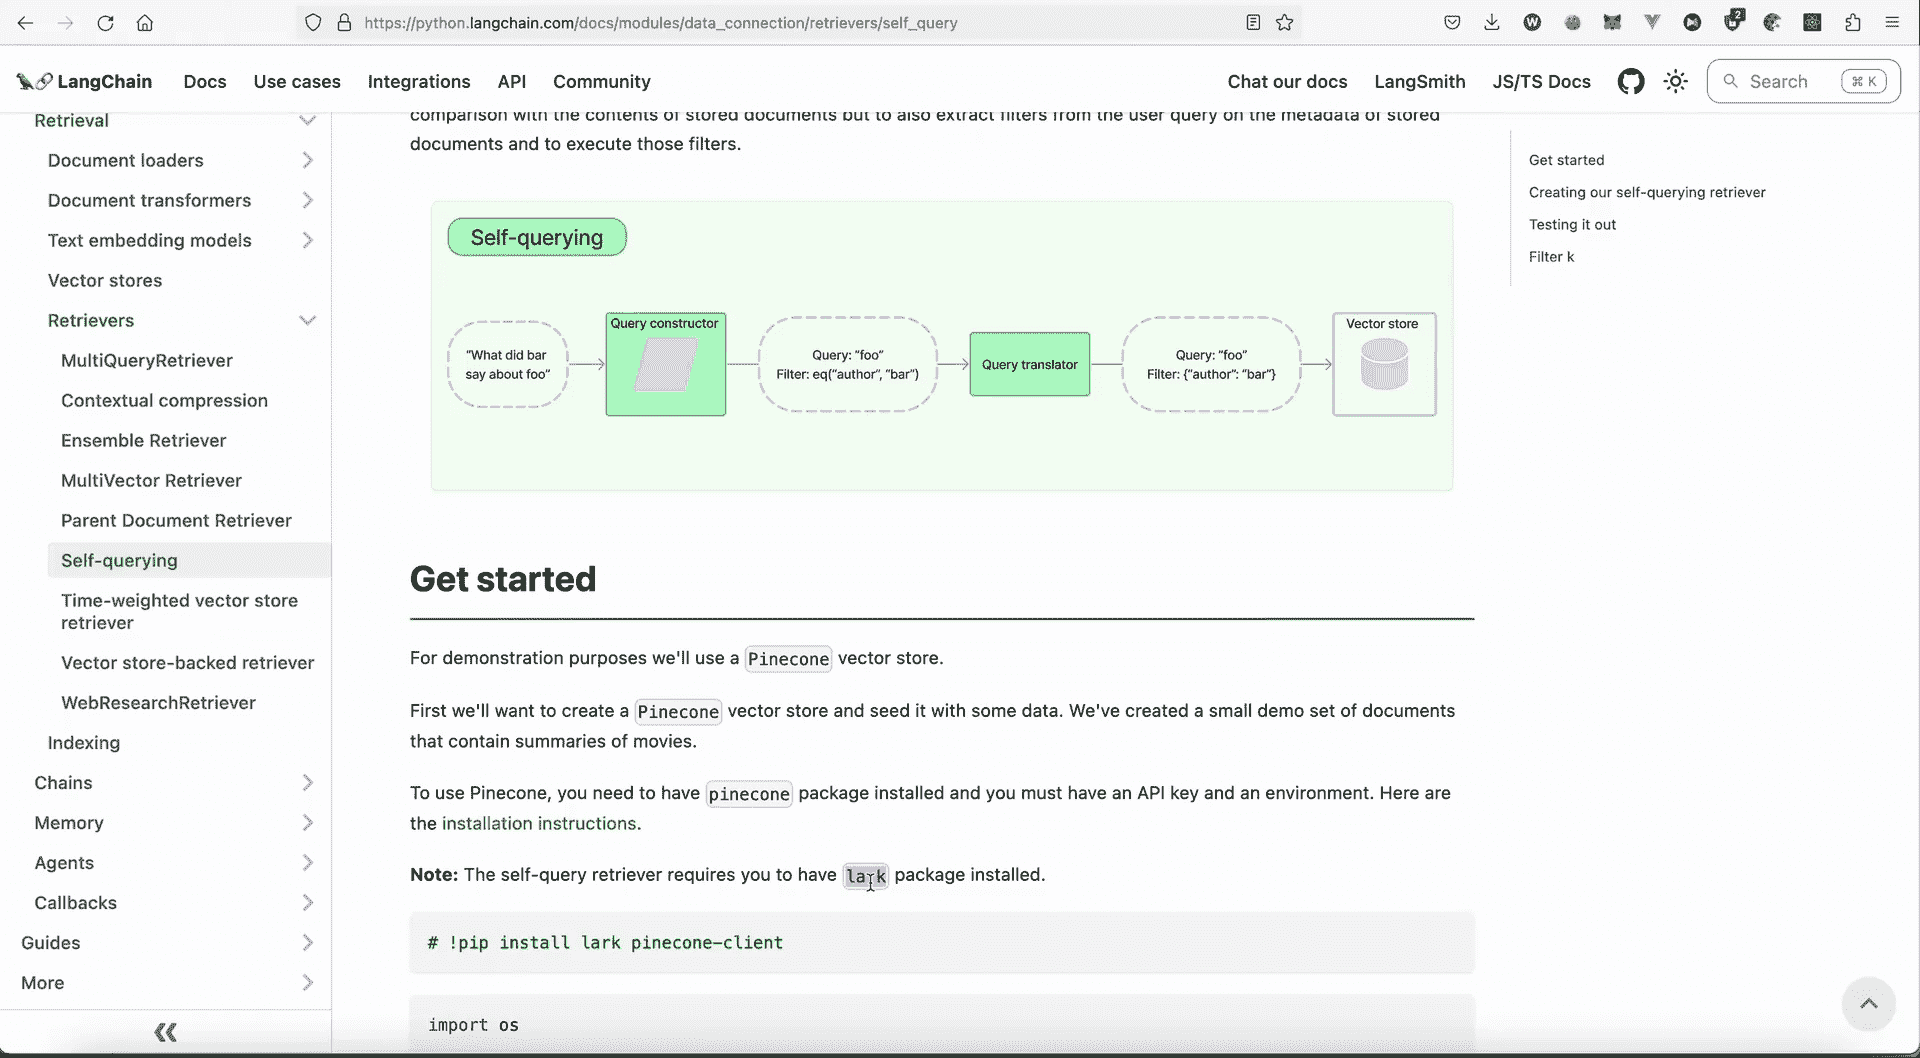 https://python.langchain.com/docs/modules/data_connection/retrievers/self_query
W
2
LangChain
Docs
Use cases
Integrations
API
Community
Chat our docs
LangSmith
JS/TS Docs
Search
⌘ K
Retrieval
Document loaders
Document transformers
Text embedding models
Vector stores
Retrievers
MultiQueryRetriever
Contextual compression
Ensemble Retriever
MultiVector Retriever
Parent Document Retriever
Self-querying
Time-weighted vector store
retriever
Vector store-backed retriever
WebResearchRetriever
Indexing
Chains
Memory
Agents
Callbacks
Guides
More
comparison with the contents of stored documents but to also extract filters from the user query on the metadata of stored
documents and to execute those filters.
Self-querying
"What did bar
say about foo"
Query constructor
Query: "foo"
Filter: eq("author", "bar")
Query translator
Query: "foo"
Filter: {"author": "bar"}
Vector store
Get started
For demonstration purposes we'll use a Pinecone vector store.
First we'll want to create a Pinecone vector store and seed it with some data. We've created a small demo set of documents
that contain summaries of movies.
To use Pinecone, you need to have pinecone package installed and you must have an API key and an environment. Here are
the installation instructions.
Note: The self-query retriever requires you to have lark package installed.
# !pip install lark pinecone-client
import os
Get started
Creating our self-querying retriever
Testing it out
Filter k